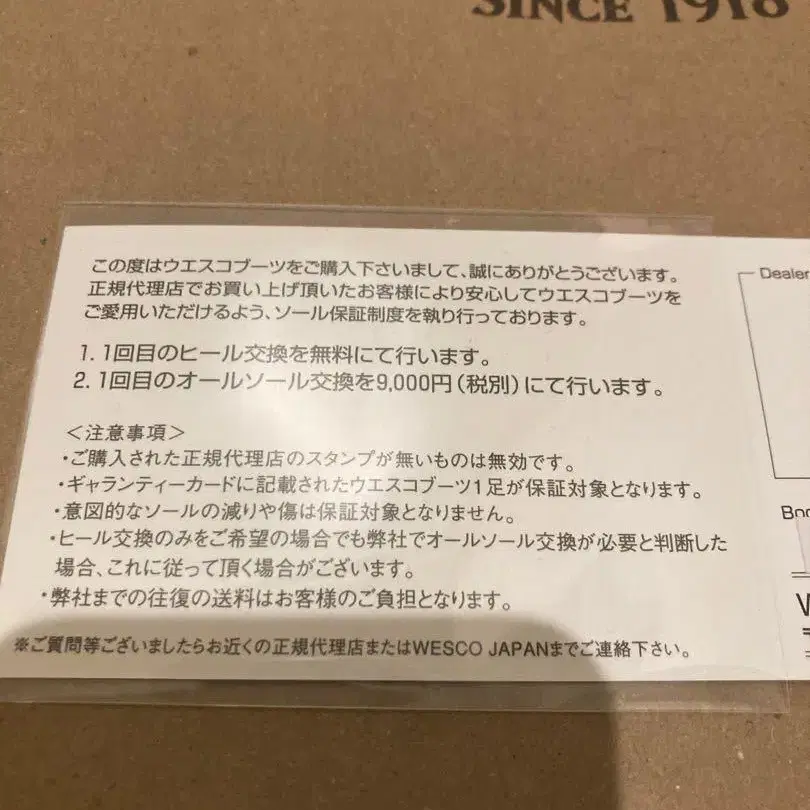 SINCE 1918
この度はウエスコブーツをご購入下さいまして、誠にありがとうございます。
正規代理店でお買い上げ頂いたお客様により安心してウエスコブーツを
ご愛用いただけるよう、ソール保証制度を執り行っております。
1. 1回目のヒール交換を無料にて行います。
2. 1回目のオールソール交換を9,000円(税別)にて行います。
<注意事項>
・ご購入された正規代理店のスタンプが無いものは無効です。
・ギャランティーカードに記載されたウエスコブーツ1足が保証対象となります。
・意図的なソールの減りや傷は保証対象となりません。
・ヒール交換のみをご希望の場合でも弊社でオールソール交換が必要と判断した
場合、これに従って頂く場合がございます。
・弊社までの往復の送料はお客様のご負担となります。
※ご質問等ございましたらお近くの正規代理店またはWESCO JAPANまでご連絡下さい。
Dealer